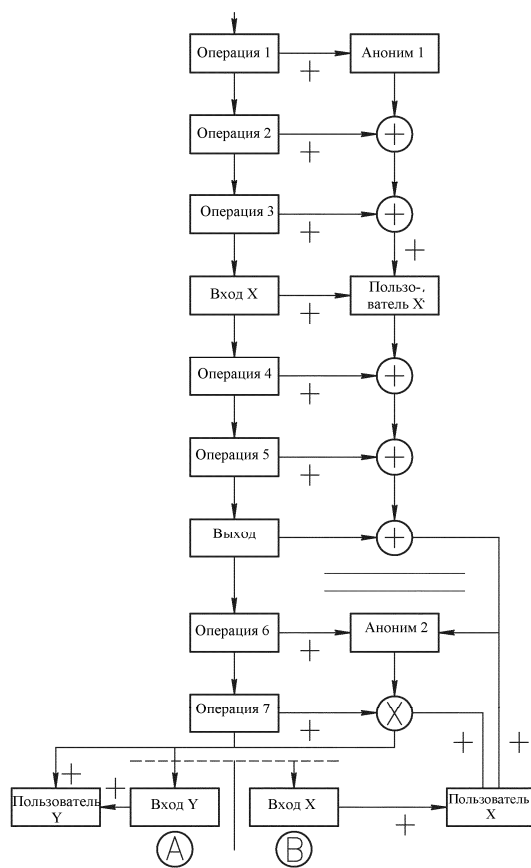 Операция 1
Аноним 1
+
Операция 2
+
+
Операция 3
+
+
+
Вход X
Пользо-,
ватель X'
+
Операция 4
+
+
Операция 5
+
+
Выход
+
Операция 6
Аноним 2
+
Операция 7
X
+
+
+
+
+
Пользователь
Y
Вход Y
Вход X
Пользователь
X
+
A
B